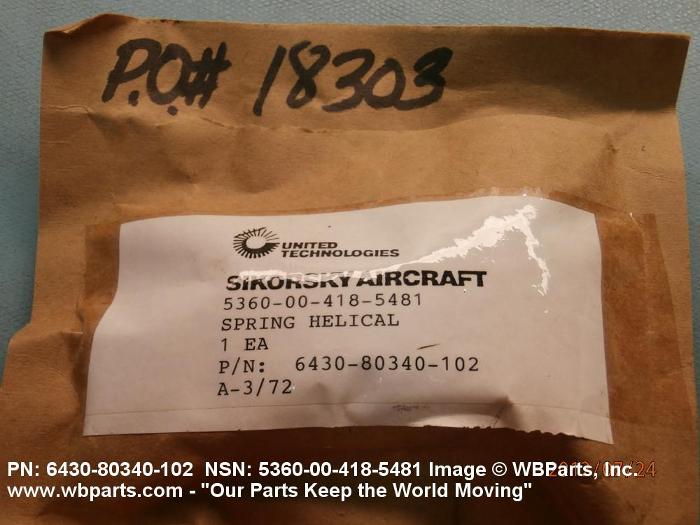 P.O.# 18303
UNITED
TECHNOLOGIES
SIKORSKY AIRCRAFT
5360-00-418-5481
SPRING HELICAL
1 EA
P/N: 6430-80340-102
A-3/72
PN: 6430-80340-102 NSN: 5360-00-418-5481 Image © WBParts, Inc.
www.wbparts.com - "Our Parts Keep the World Moving"